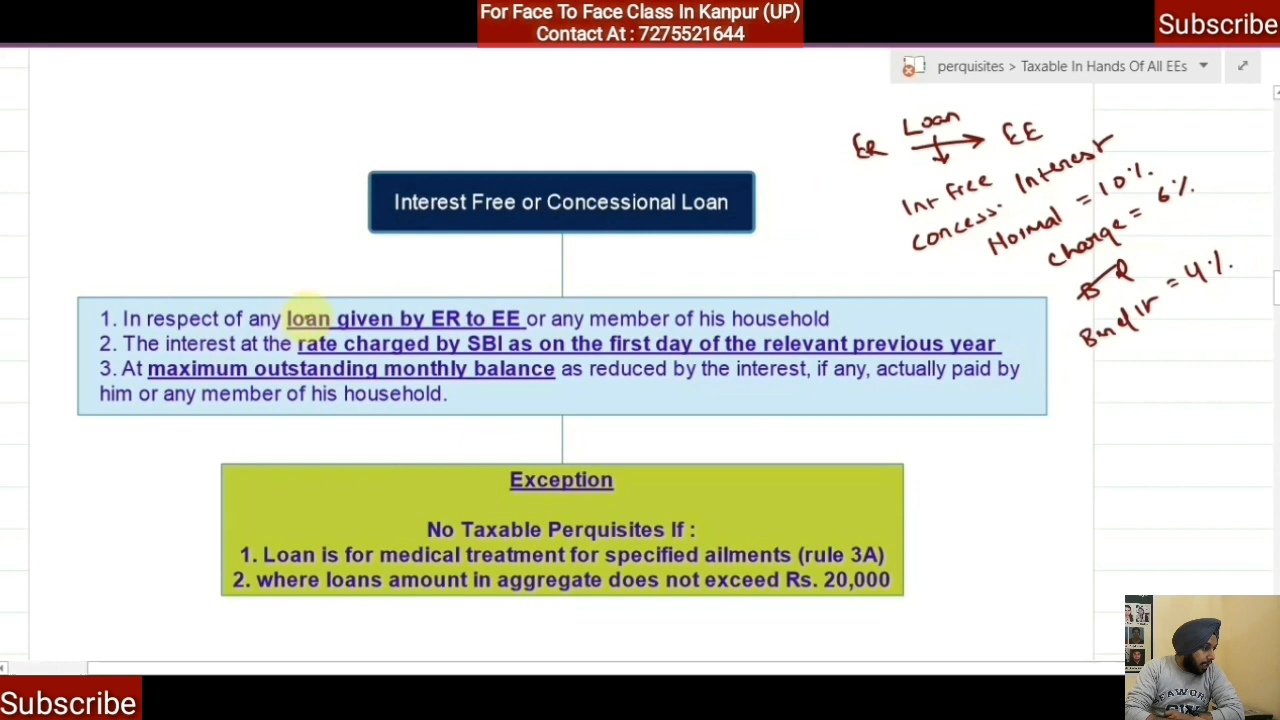 For Face To Face Class In Kanpur (UP)
Contact At : 7275521644
Subscribe
perquisites > Taxable In Hands Of All EEs
ER Loan EE
Int Free Interest
Concess.
Normal = 10%.
Charge = 6%
Benefit = 4%.
Interest Free or Concessional Loan
1. In respect of any loan given by ER to EE or any member of his household
2. The interest at the rate charged by SBI as on the first day of the relevant previous year
3. At maximum outstanding monthly balance as reduced by the interest, if any, actually paid by
him or any member of his household.
Exception
No Taxable Perquisites If :
1. Loan is for medical treatment for specified ailments (rule 3A)
2. where loans amount in aggregate does not exceed Rs. 20,000
Subscribe